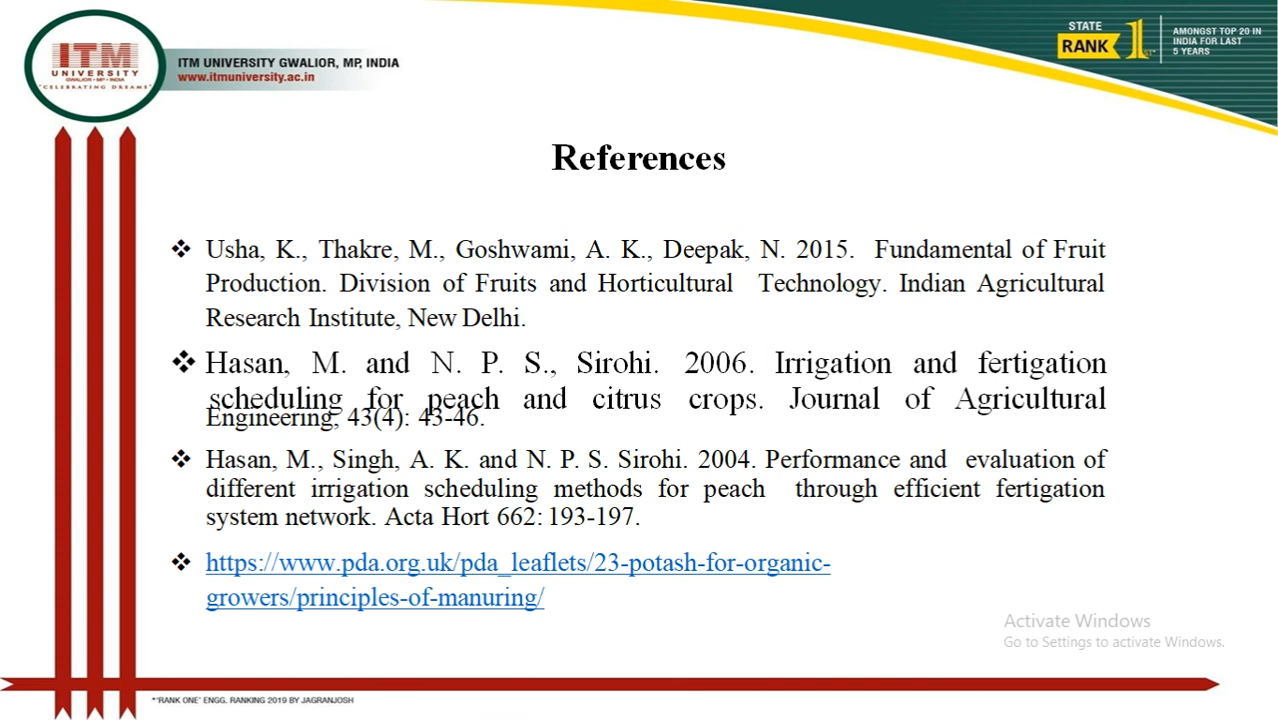 ITM
UNIVERSITY
GWALIOR • MP • INDIA
"CELEBRATING DREAMS"
ITM UNIVERSITY GWALIOR, MP, INDIA
www.itmuniversity.ac.in
STATE
RANK 1ST*
AMONGST TOP 20 IN
INDIA FOR LAST
5 YEARS
References
❖ Usha, K., Thakre, M., Goshwami, A. K., Deepak, N. 2015. Fundamental of Fruit
Production. Division of Fruits and Horticultural Technology. Indian Agricultural
Research Institute, New Delhi.
❖ Hasan, M. and N. P. S., Sirohi. 2006. Irrigation and fertigation
scheduling for peach and citrus crops. Journal of Agricultural
Engineering, 43(4): 43-46.
❖ Hasan, M., Singh, A. K. and N. P. S. Sirohi. 2004. Performance and evaluation of
different irrigation scheduling methods for peach through efficient fertigation
system network. Acta Hort 662: 193-197.
❖ https://www.pda.org.uk/pda_leaflets/23-potash-for-organic-
growers/principles-of-manuring/
Activate Windows
Go to Settings to activate Windows.
*"RANK ONE" ENGG. RANKING 2019 BY JAGRANJOSH